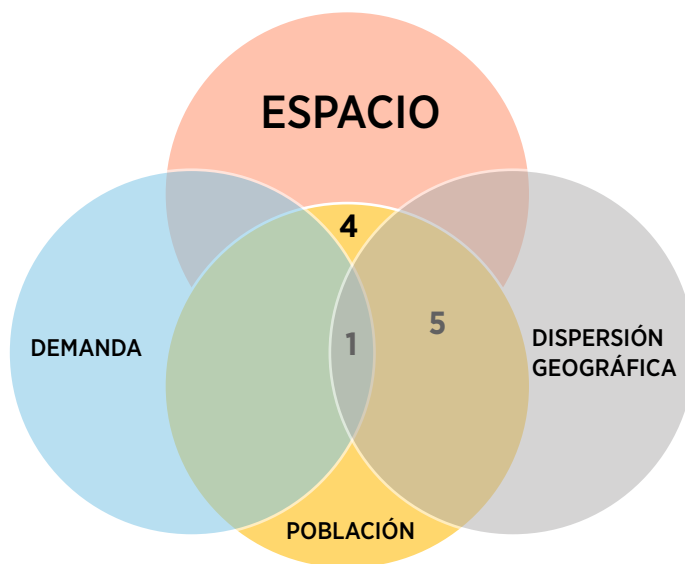 ESPACIO
4
DEMANDA
1
5
DISPERSIÓN
GEOGRÁFICA
POBLACIÓN